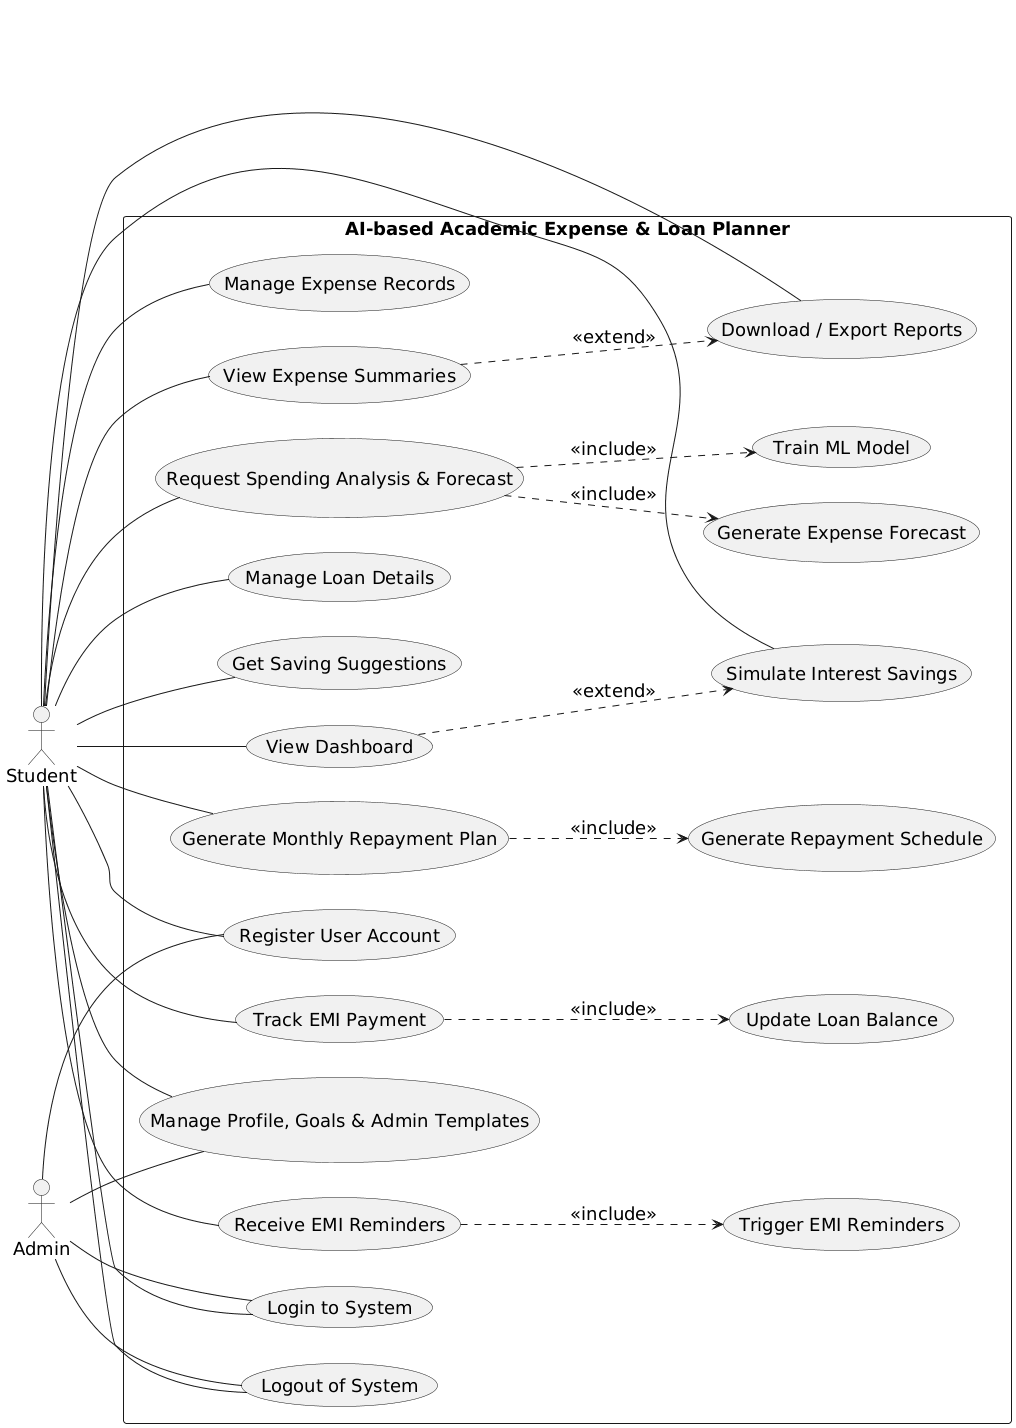 AI-based Academic Expense & Loan Planner
Manage Expense Records
Download / Export Reports
«extend»
View Expense Summaries
«include»
Train ML Model
Request Spending Analysis & Forecast
«include»
Generate Expense Forecast
Manage Loan Details
Get Saving Suggestions
Simulate Interest Savings
«extend»
View Dashboard
Student
«include»
Generate Monthly Repayment Plan
Generate Repayment Schedule
Register User Account
«include»
Track EMI Payment
Update Loan Balance
Manage Profile, Goals & Admin Templates
«include»
Receive EMI Reminders
Trigger EMI Reminders
Admin
Login to System
Logout of System